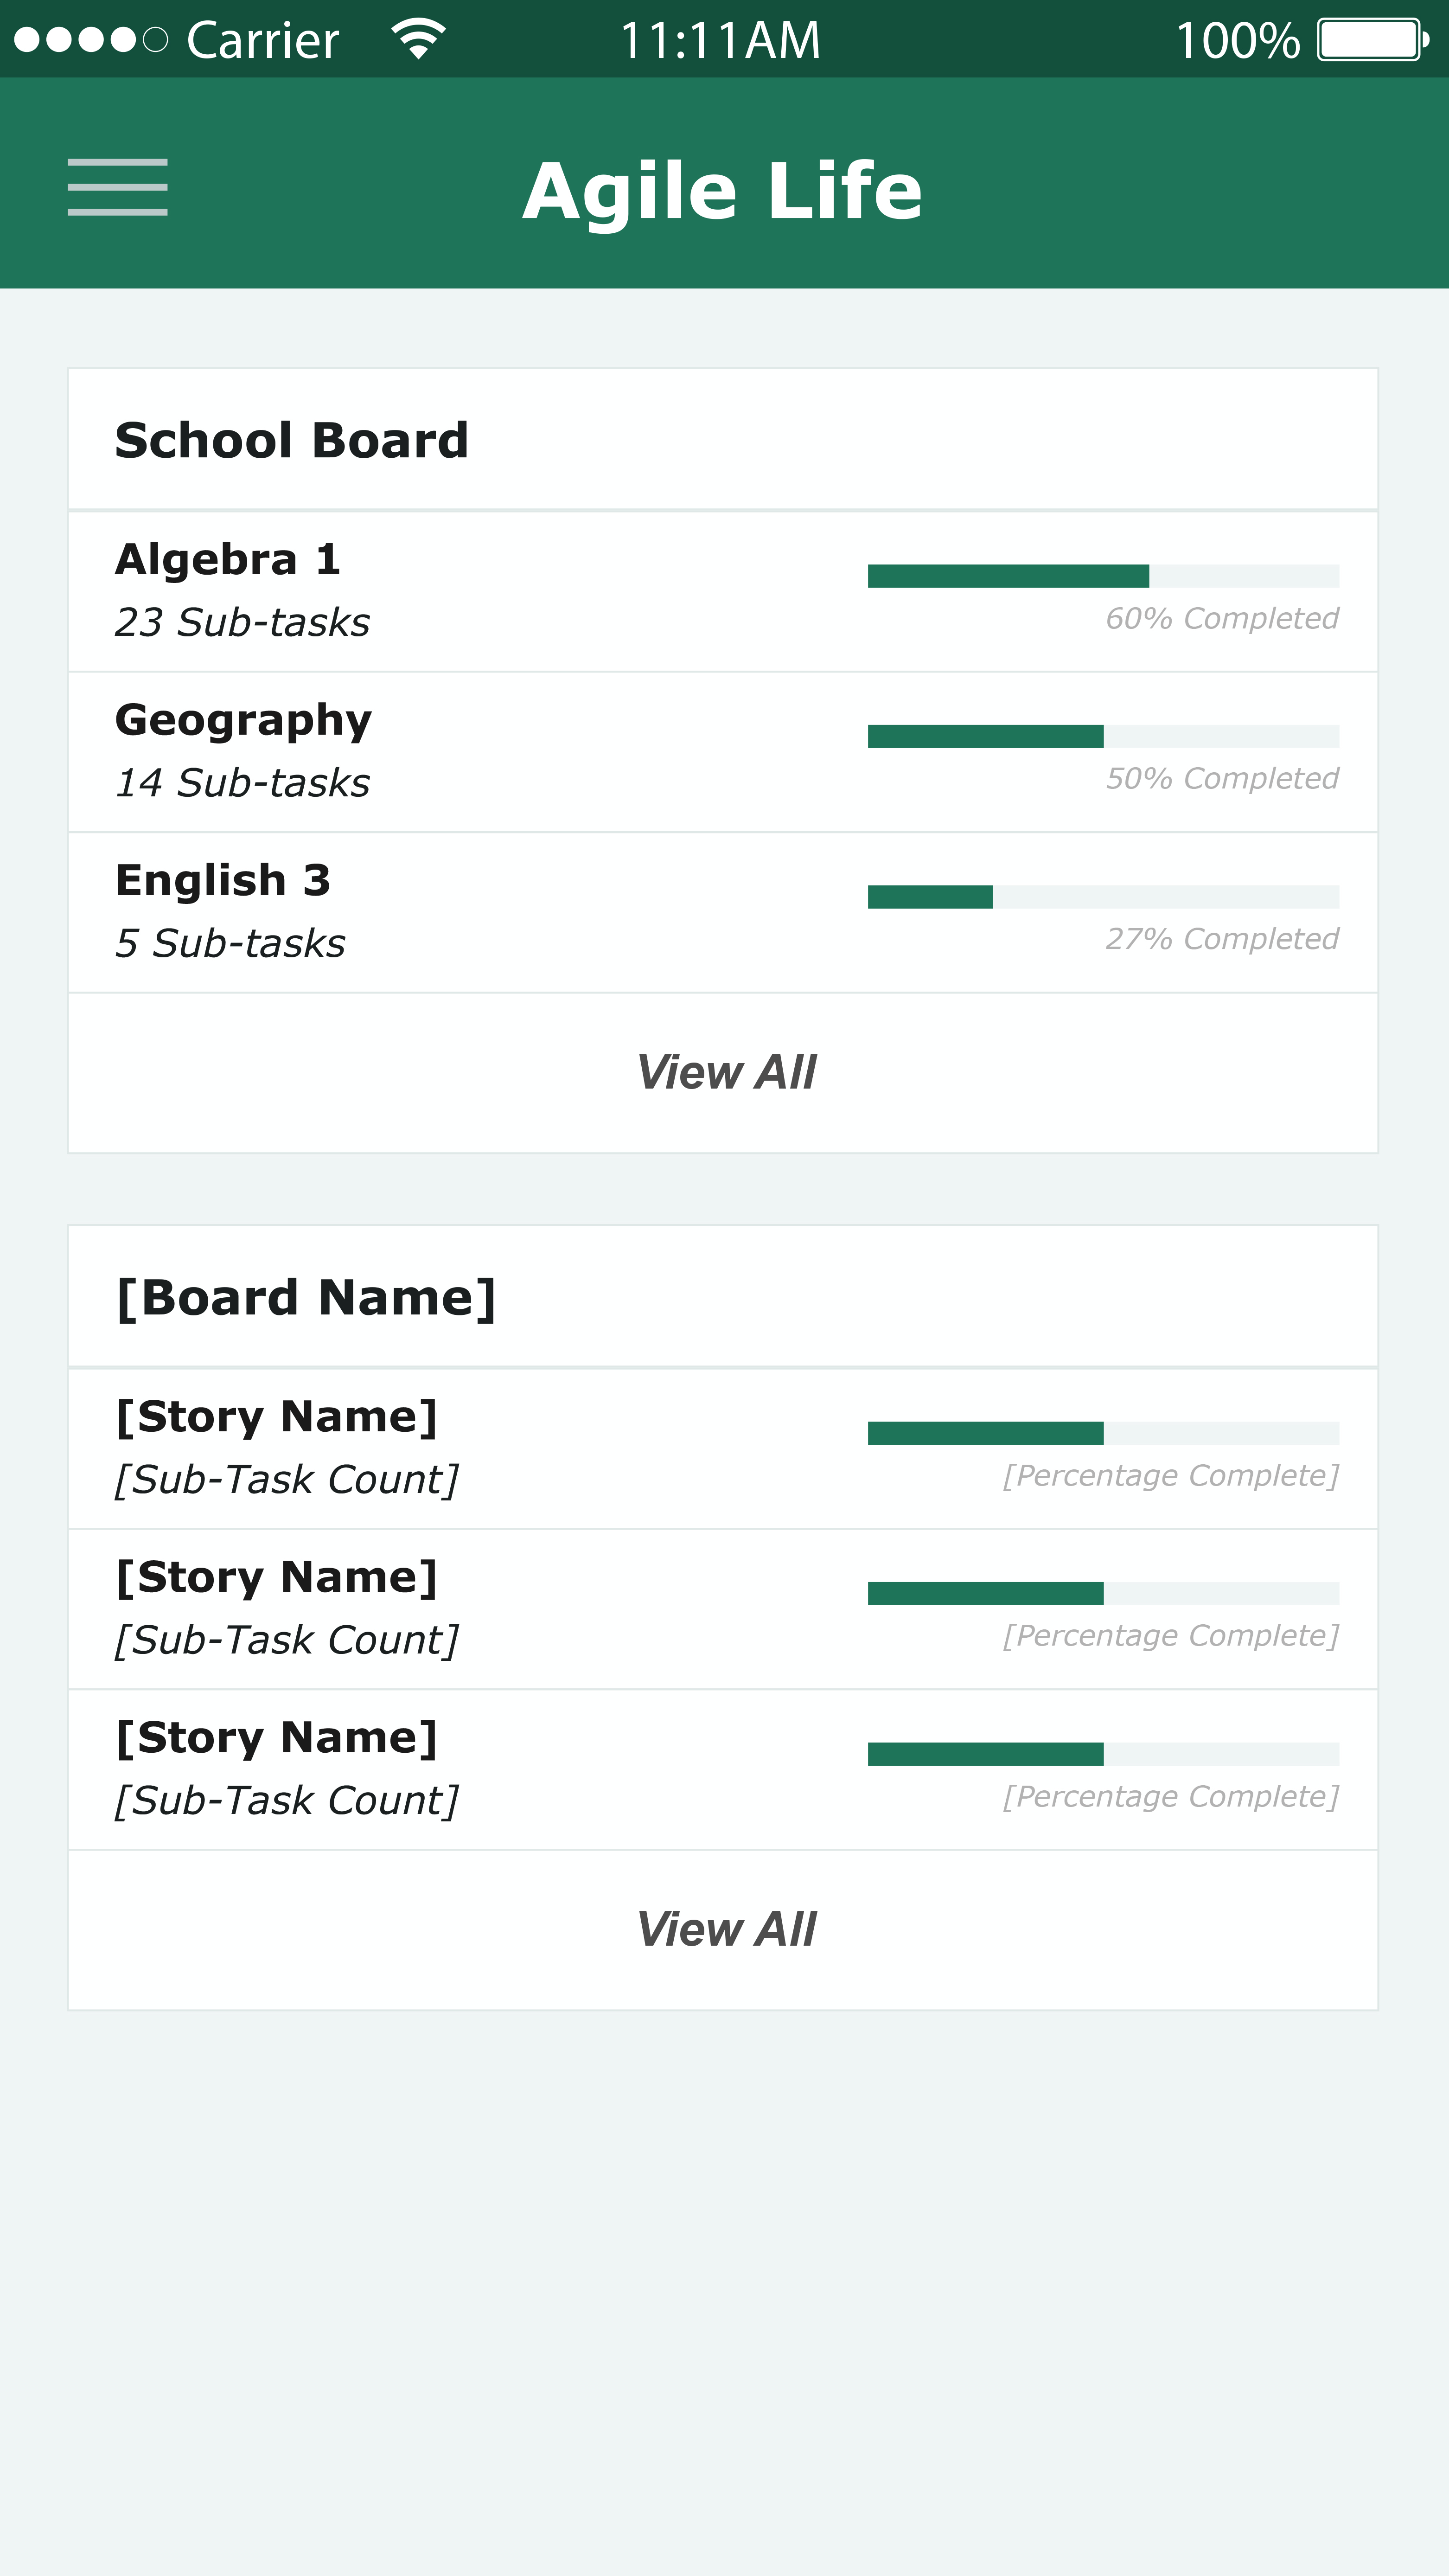 Carrier 11:11AM 100%
Agile Life
School Board
Algebra 1
23 Sub-tasks
60% Completed
Geography
14 Sub-tasks
50% Completed
English 3
5 Sub-tasks
27% Completed
View All
[Board Name]
[Story Name]
[Sub-Task Count]
[Percentage Complete]
[Story Name]
[Sub-Task Count]
[Percentage Complete]
[Story Name]
[Sub-Task Count]
[Percentage Complete]
View All